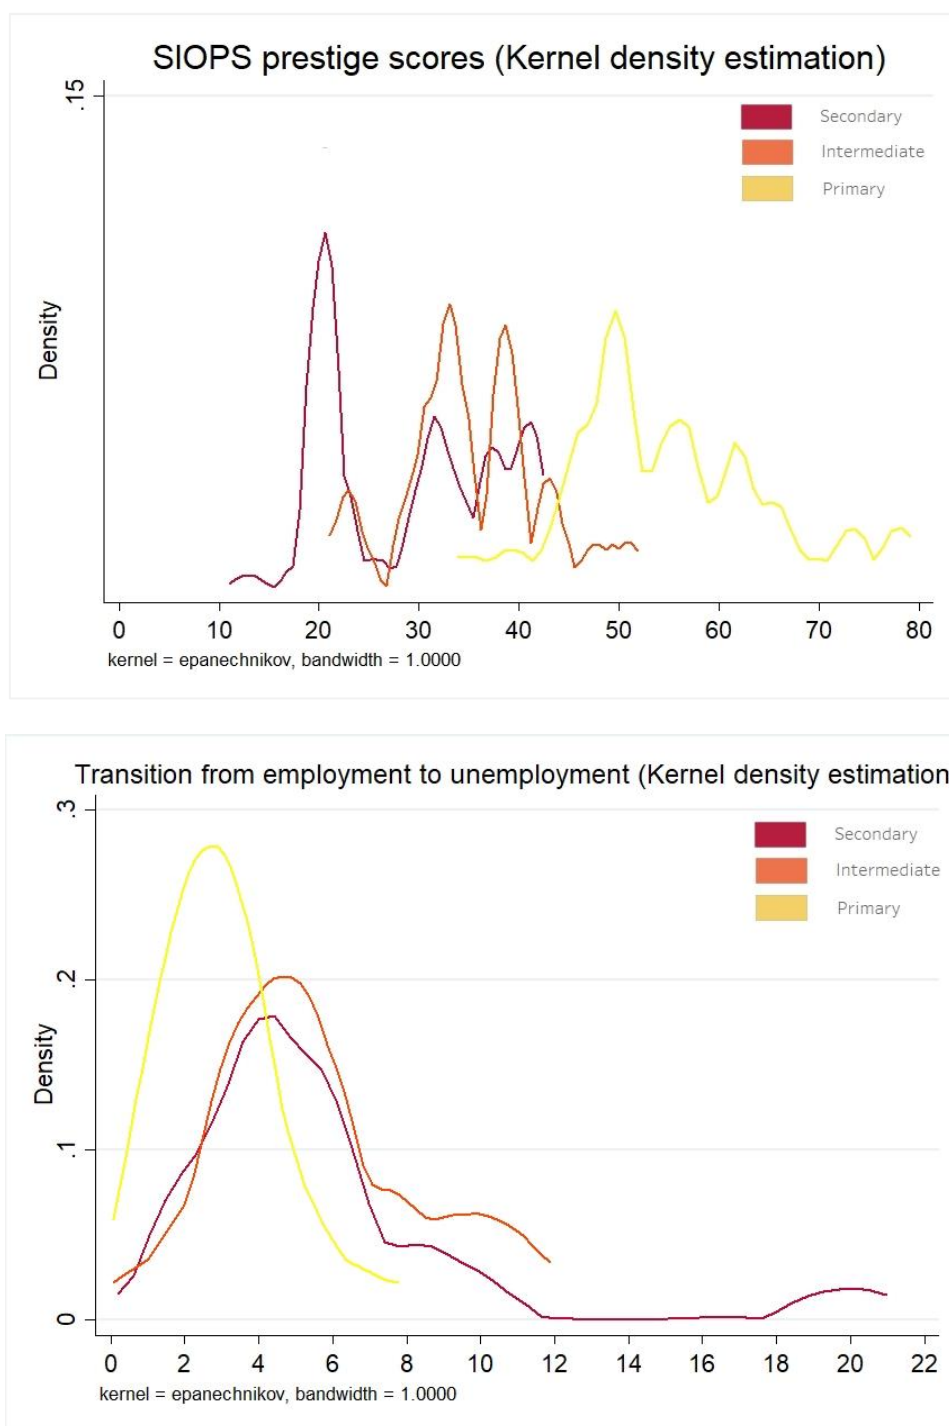 SIOPS prestige scores (Kernel density estimation)
.15
Secondary
Intermediate
Primary
Density
0 10 20 30 40 50 60 70 80
kernel = epanechnikov, bandwidth = 1.0000
Transition from employment to unemployment (Kernel density estimation
.3
Secondary
Intermediate
Primary
.2
Density
.1
0
0 2 4 6 8 10 12 14 16 18 20 22
kernel = epanechnikov, bandwidth = 1.0000